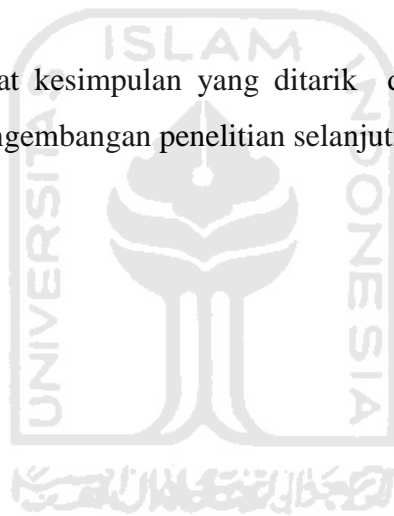 ISLAM
at kesimpulan yang ditarik d
ngembangan penelitian selanjut
UNIVERSITAS
INDONESIA